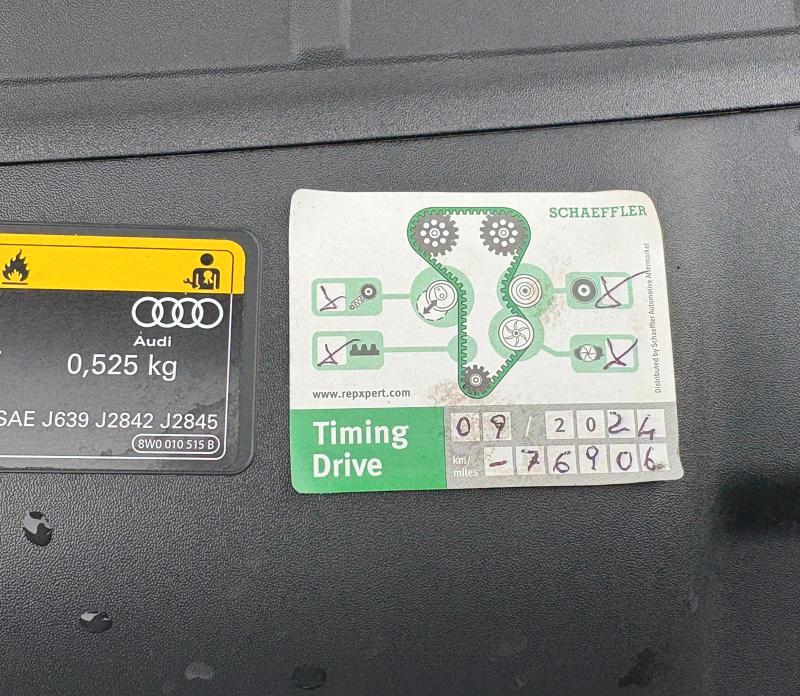 Audi
0,525 kg
SAE J639 J2842 J2845
8W0 010 515 B
SCHAEFFLER
Distributed by Schaeffler Automotive Aftermarket
www.repxpert.com
Timing
Drive
09 / 2024
km/
miles
-76906